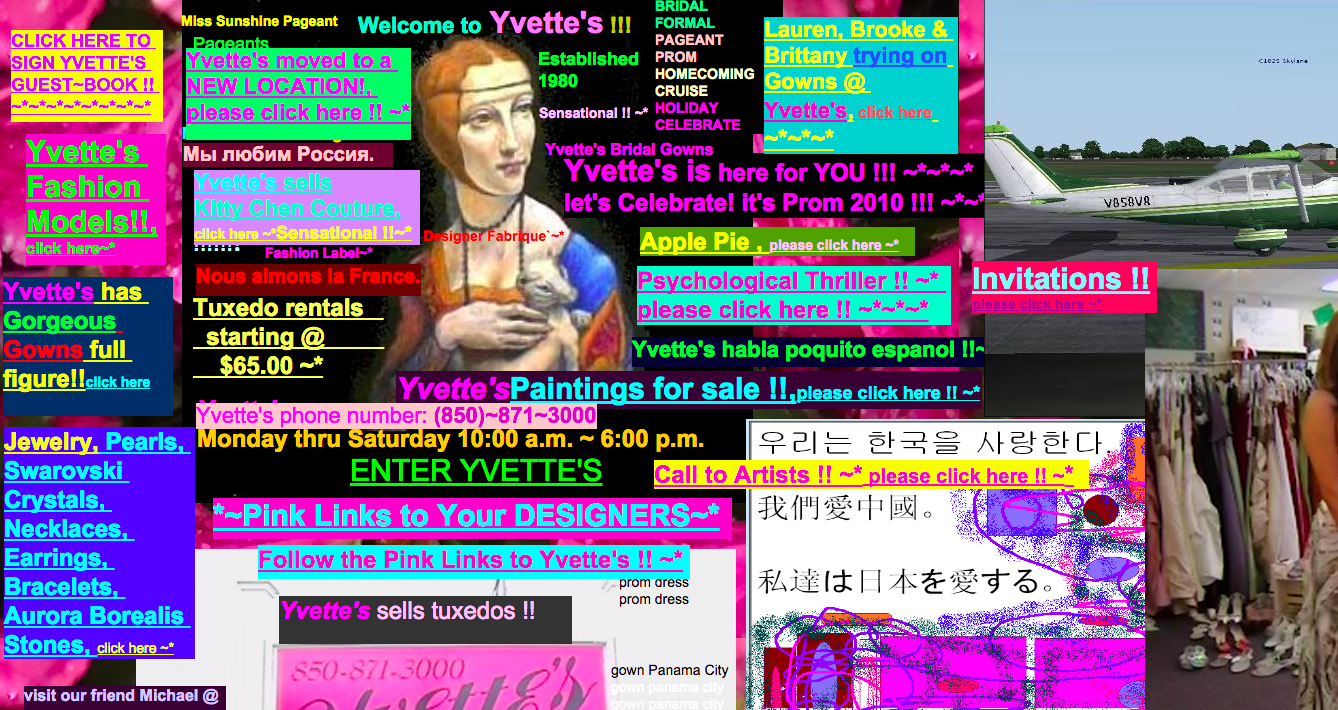 Miss Sunshine Pageant
Pageants
Welcome to Yvette's !!!
BRIDAL
FORMAL
PAGEANT
PROM
HOMECOMING
CRUISE
HOLIDAY
CELEBRATE
CLICK HERE TO
SIGN YVETTE'S
GUEST~BOOK !!
~*~*~*~*~*~*~*~*
Yvette's moved to a
NEW LOCATION!,
please click here !! ~*
Established
1980
Sensational !! ~*
Lauren, Brooke &
Brittany trying on
Gowns @
Yvette's, click here
~*~*~*
C182S Skylane
V858V8
Yvette's
Fashion
Models!!,
click here~*
Мы любим Россия.
Yvette's Bridal Gowns
Yvette's is here for YOU !!! ~*~*~*
let's Celebrate! it's Prom 2010 !!! ~*~*
Yvette's sells
KItty Chen Couture,
click here ~*Sensational !!~*
Fashion Label~*
Designer Fabrique`~*
Apple Pie , please click here ~*
Nous aimons la France.
Psychological Thriller !! ~*
please click here !! ~*~*~*
Invitations !!
please click here ~*
Yvette's has
Gorgeous
Gowns full
figure!!click here
Tuxedo rentals
starting @
$65.00 ~*
Yvette's habla poquito espanol !!~
Yvette'sPaintings for sale !!,please click here !! ~*
Yvette's phone number: (850)~871~3000
Monday thru Saturday 10:00 a.m. ~ 6:00 p.m.
ENTER YVETTE'S
Jewelry, Pearls,
Swarovski
Crystals,
Necklaces,
Earrings,
Bracelets,
Aurora Borealis
Stones, click here ~*
우리는 한국을 사랑한다.
Call to Artists !! ~* please click here !! ~*
我們愛中國。
私達は日本を愛する。
*~Pink Links to Your DESIGNERS~*
Follow the Pink Links to Yvette's !! ~*
prom dress
prom dress
Yvette's sells tuxedos !!
850-871-3000
Yvette's
gown Panama City
gown panama city
gown panama city
visit our friend Michael @